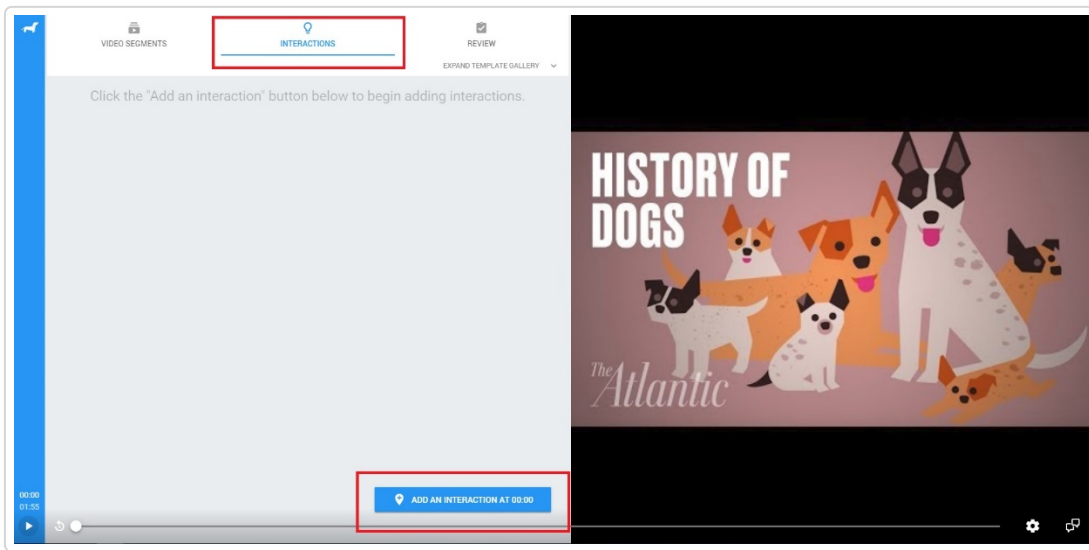 VIDEO SEGMENTS
INTERACTIONS
REVIEW
EXPAND TEMPLATE GALLERY
Click the "Add an interaction" button below to begin adding interactions.
HISTORY OF
DOGS
The
Atlantic
ADD AN INTERACTION AT 00:00
00:00
01:55
5